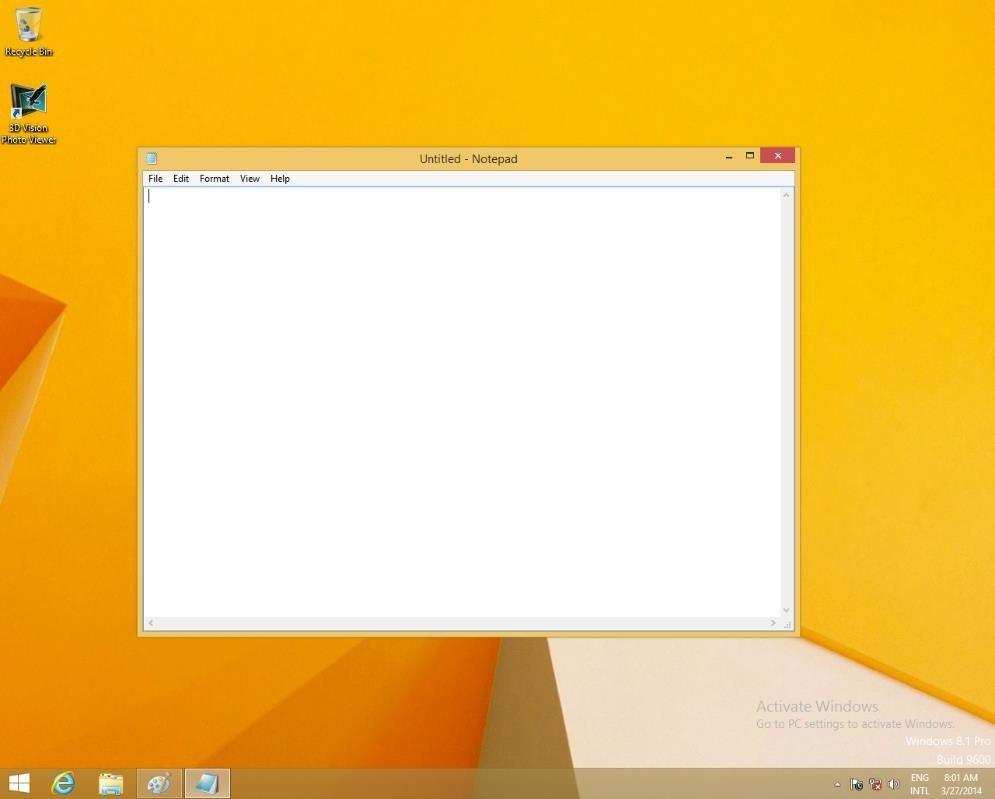 Recycle Bin
3D Vision
Photo Viewer
Untitled - Notepad
File Edit Format View Help
Activate Windows
Go to PC settings to activate Windows.
Windows 8.1 Pro
Build 9600
ENG 8:01 AM
INTL 3/27/2014